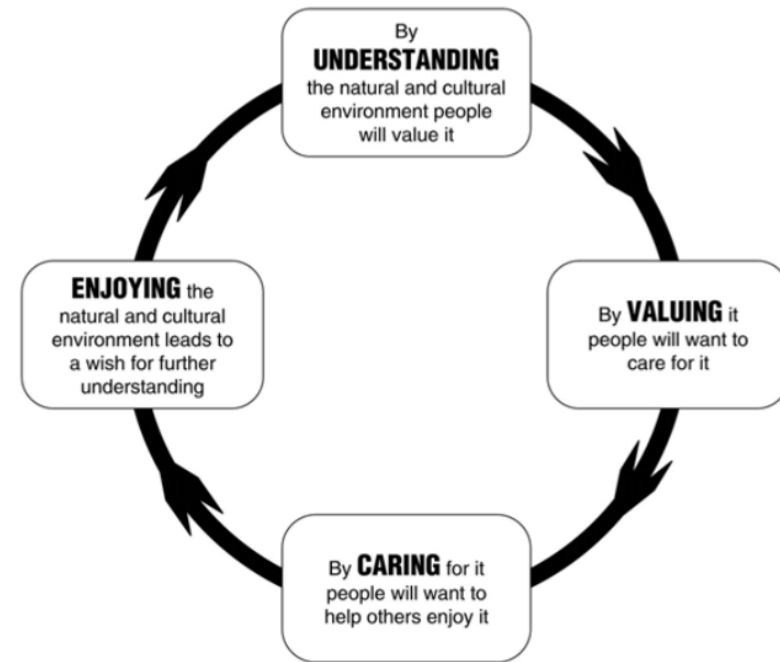 By
UNDERSTANDING
the natural and cultural
environment people
will value it
By VALUING it
people will want to
care for it
By CARING for it
people will want to
help others enjoy it
ENJOYING the
natural and cultural
environment leads to
a wish for further
understanding